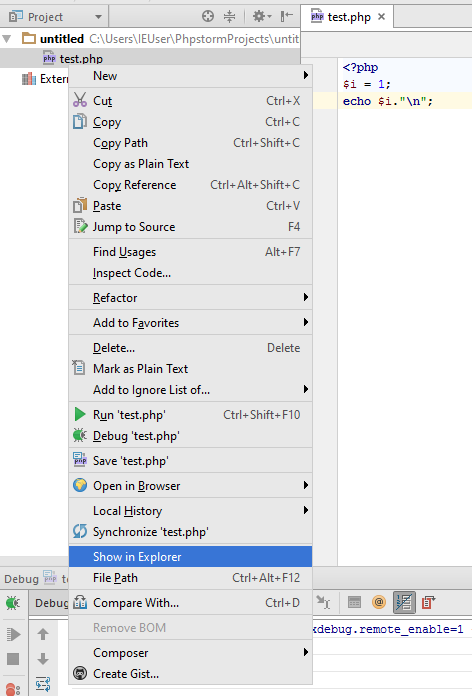 Project
test.php
untitled C:\Users\IEUser\PhpstormProjects\untit
test.php
Extern
<?php
$i = 1;
echo $i."\n";
New
Cut Ctrl+X
Copy Ctrl+C
Copy Path Ctrl+Shift+C
Copy as Plain Text
Copy Reference Ctrl+Alt+Shift+C
Paste Ctrl+V
Jump to Source F4
Find Usages Alt+F7
Inspect Code...
Refactor
Add to Favorites
Delete... Delete
Mark as Plain Text
Add to Ignore List of...
Run 'test.php' Ctrl+Shift+F10
Debug 'test.php'
Save 'test.php'
Open in Browser
Local History
Synchronize 'test.php'
Show in Explorer
File Path Ctrl+Alt+F12
Compare With... Ctrl+D
Remove BOM
Composer
Create Gist...
Debug te
Debug
xdebug.remote_enable=1